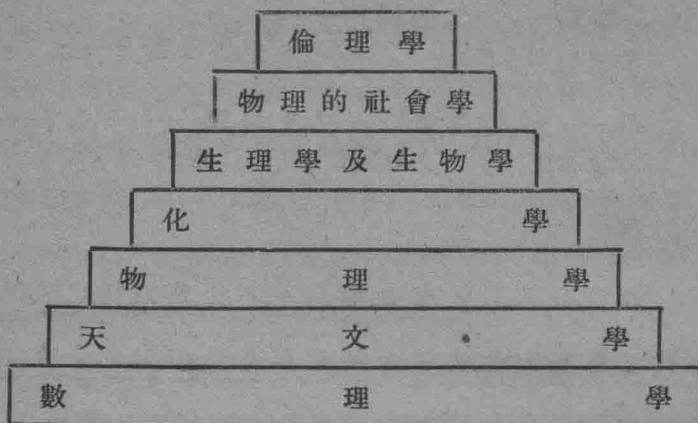 倫理學
物理的社會學
生理學及生物學
化學
物理學
天文學
數理學